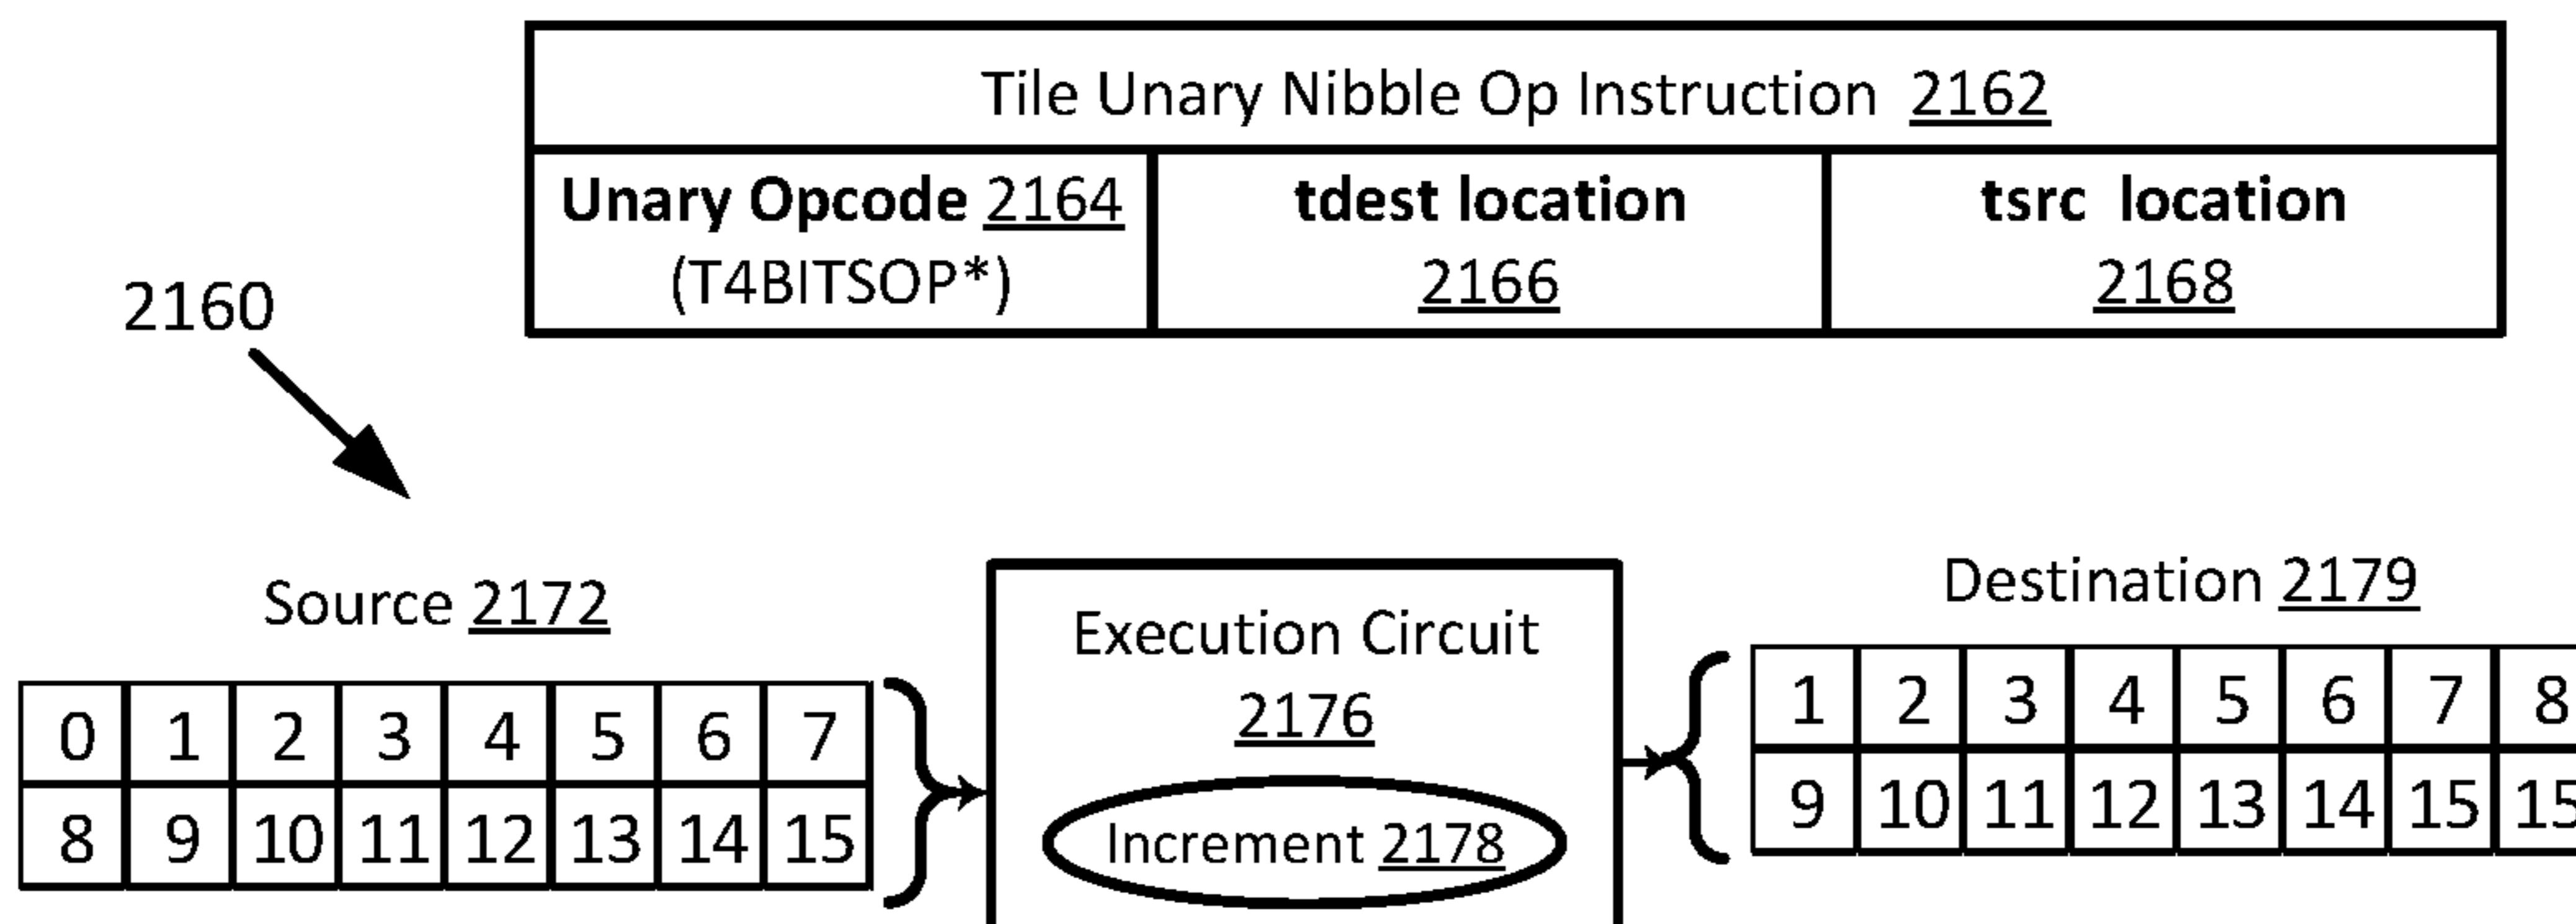 Tile Unary Nibble Op Instruction 2162
Unary Opcode 2164 tdest location tsrc location
(T4BITSOP*) 2166 2168
2160
Source 2172
Execution Circuit
2176
Increment 2178
Destination 2179
0 1 2 3 4 5 6 7
8 9 10 11 12 13 14 15
1 2 3 4 5 6 7 8
9 10 11 12 13 14 15 15